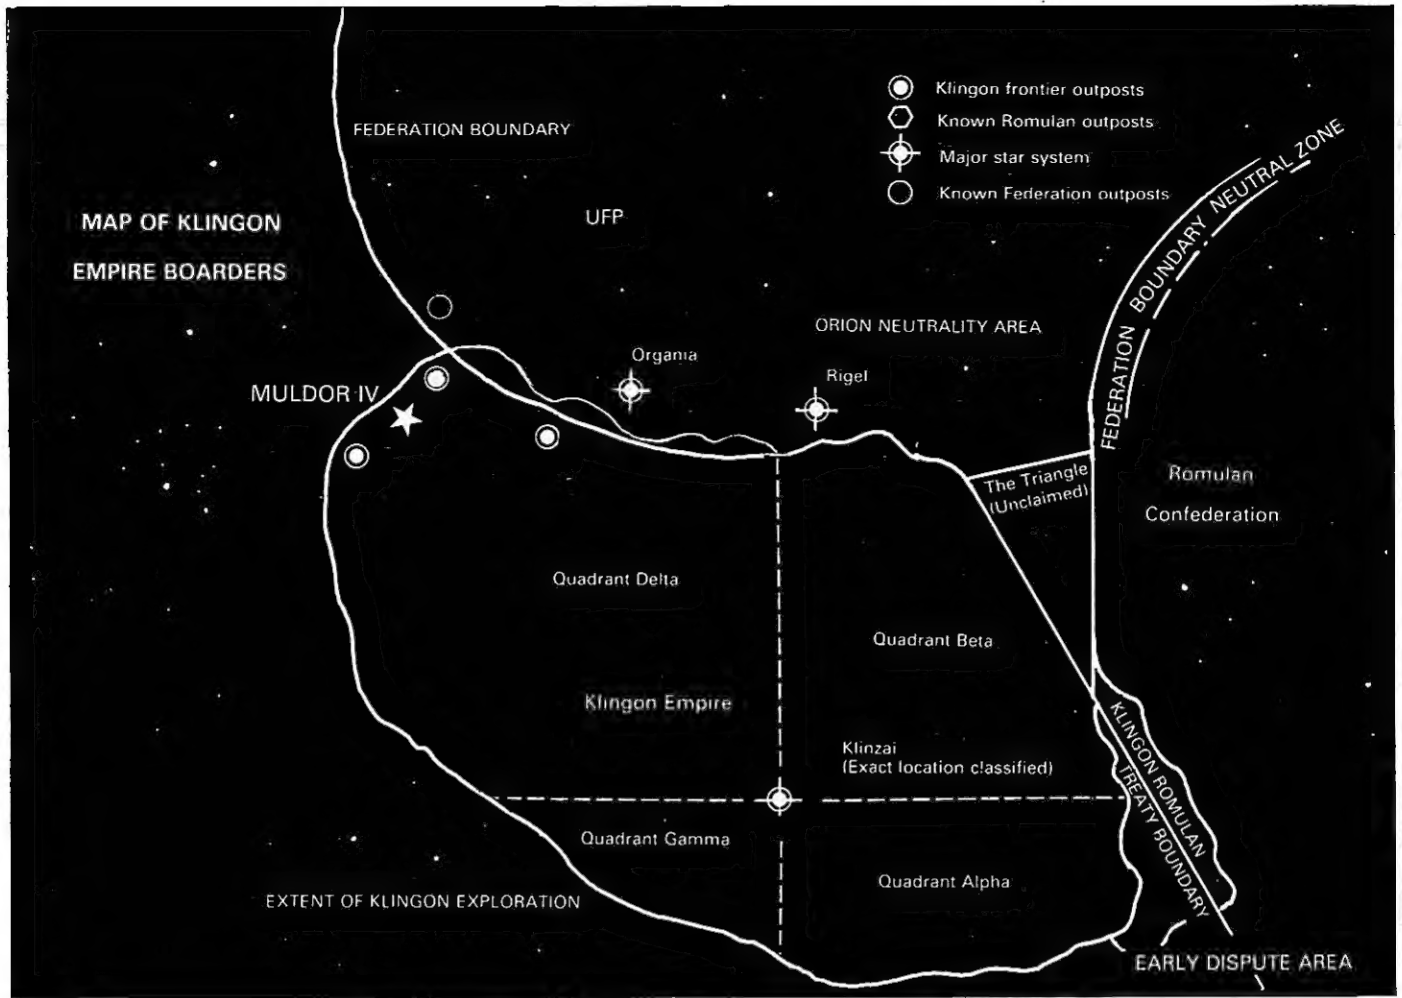 Klingon frontier outposts
Known Romulan outposts
Major star system
Known Federation outposts
FEDERATION BOUNDARY
FEDERATION BOUNDARY NEUTRAL ZONE
MAP OF KLINGON
EMPIRE BOARDERS
UFP
ORION NEUTRALITY AREA
Organia
Rigel
MULDOR IV
The Triangle
(Unclaimed)
Romulan
Confederation
Quadrant Delta
Quadrant Beta
Klingon Empire
Klinzai
(Exact location classified)
KLINGON ROMULAN
TREATY BOUNDARY
Quadrant Gamma
Quadrant Alpha
EXTENT OF KLINGON EXPLORATION
EARLY DISPUTE AREA